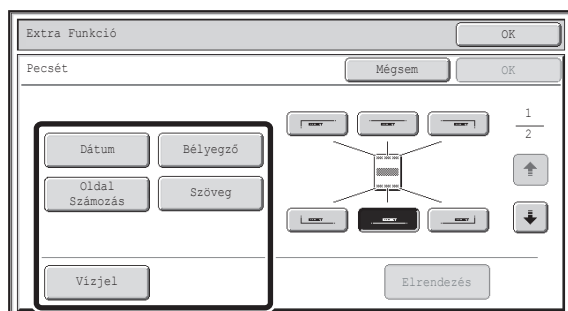 Extra Funkció
OK
Pecsét
Mégsem
OK
Dátum
Bélyegző
Oldal
Számozás
Szöveg
Vízjel
1
2
Elrendezés